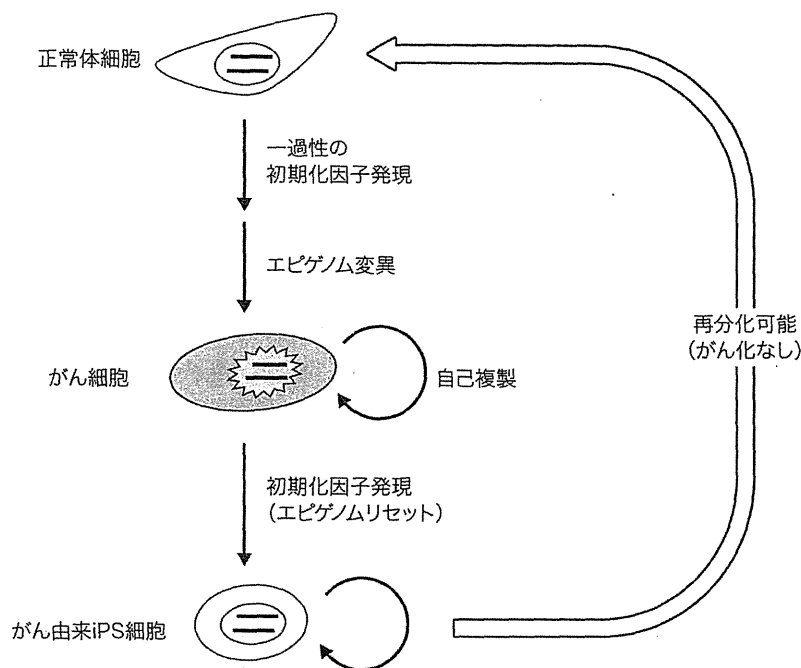 正常体細胞
一過性の
初期化因子発現
エピゲノム変異
がん細胞
自己複製
再分化可能
(がん化なし)
初期化因子発現
(エピゲノムリセット)
がん由来iPS細胞